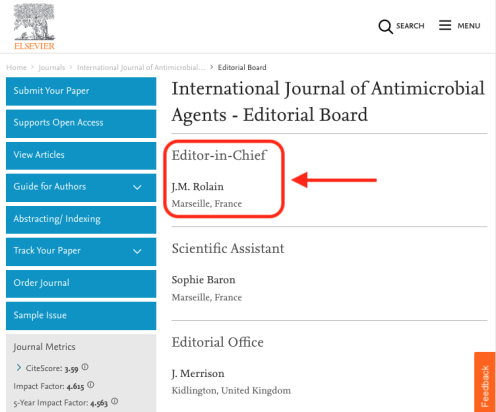 ELSEVIER
SEARCH
MENU
Home > Journals > International Journal of Antimicrobial... > Editorial Board
Submit Your Paper
Supports Open Access
View Articles
Guide for Authors
Abstracting/ Indexing
Track Your Paper
Order Journal
Sample Issue
Journal Metrics
> CiteScore: 3.59
Impact Factor: 4.615
5-Year Impact Factor: 4.563
International Journal of Antimicrobial
Agents - Editorial Board
Editor-in-Chief
J.M. Rolain
Marseille, France
Scientific Assistant
Sophie Baron
Marseille, France
Editorial Office
J. Merrison
Kidlington, United Kingdom
Feedback